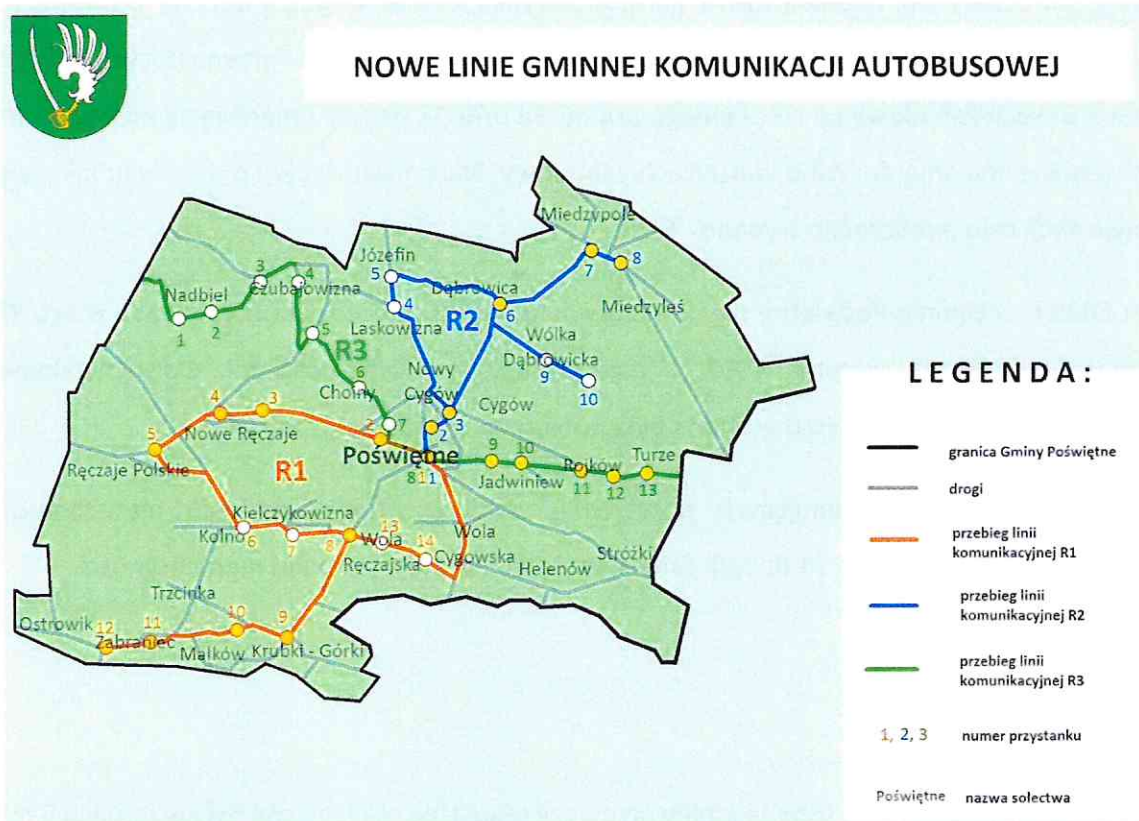 NOWE LINIE GMINNEJ KOMUNIKACJI AUTOBUSOWEJ
Miedzypole
7
8
Józefin
5
Dąbrowica
3
4
Czubajowizna
Nadbiel
1
2
4
R2
6
Miedzyleś
Laskowizna
5
R3
6
Wólka
Dąbrowicka
9
10
Nowy
Cygów
Cholny
3
Cygów
4
3
7
2
2
Nowe Ręczaje
5
Poświętne
Ręczaje Polskie
R1
8
1
1
9
10
Jadwiniew
Rojków
11
12
Turze
13
Kielczykowizna
Kolno
6
7
8
Wola
13
Ręczajska
14
Wola
Cygowska
Stróżki
Helenów
Trzcinka
Ostrowik
12
Zabraniec
11
10
9
Małków
Krubki - Górki
LEGENDA:
granica Gminy Poświętne
drogi
przebieg linii
komunikacyjnej R1
przebieg linii
komunikacyjnej R2
przebieg linii
komunikacyjnej R3
1, 2, 3 numer przystanku
Poświętne nazwa sołectwa